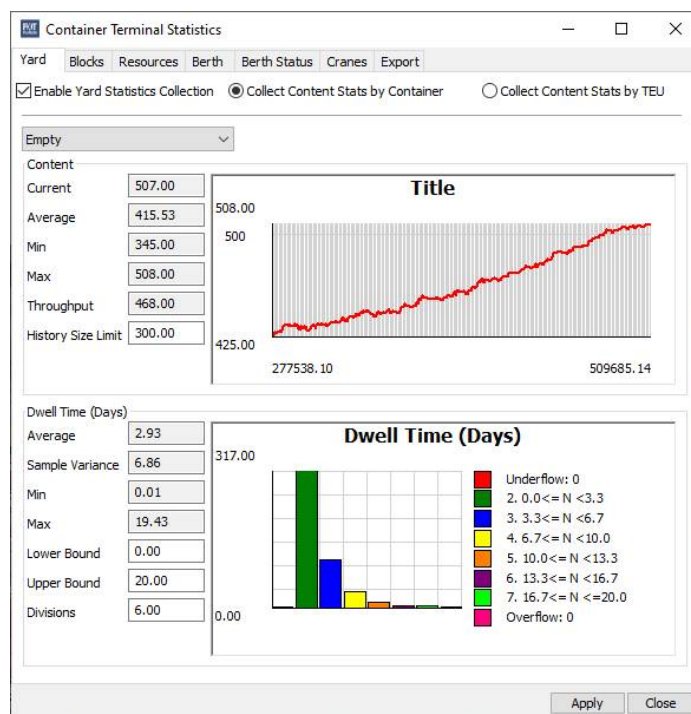 Container Terminal Statistics
Yard Blocks Resources Berth Berth Status Cranes Export
Enable Yard Statistics Collection Collect Content Stats by Container Collect Content Stats by TEU
Empty
Content
Current 507.00
Average 415.53
Min 345.00
Max 508.00
Throughput 468.00
History Size Limit 300.00
Title
508.00
500
425.00
277538.10 509685.14
Dwell Time (Days)
Average 2.93
Sample Variance 6.86
Min 0.01
Max 19.43
Lower Bound 0.00
Upper Bound 20.00
Divisions 6.00
Dwell Time (Days)
317.00
0.00
Underflow: 0
2. 0.0<= N <3.3
3. 3.3<= N <6.7
4. 6.7<= N <10.0
5. 10.0<= N <13.3
6. 13.3<= N <16.7
7. 16.7<= N <=20.0
Overflow: 0
Apply Close